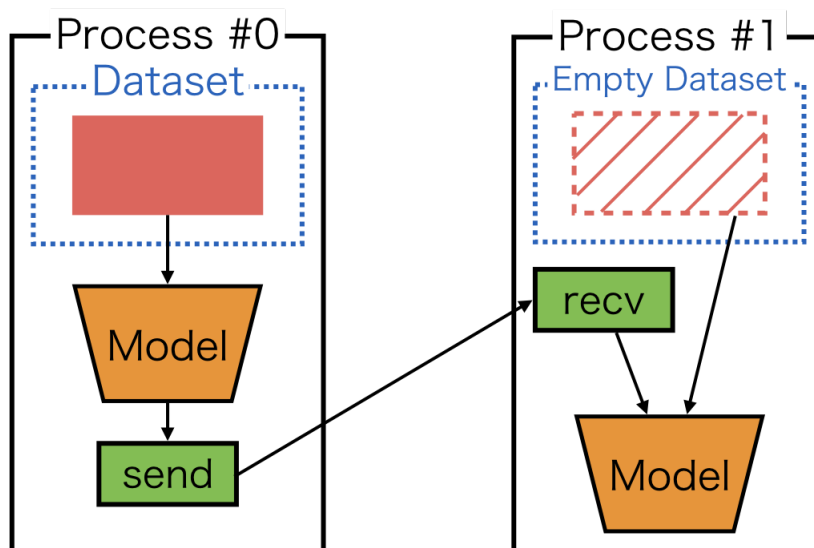 Process #0
Dataset
Model
send
Process #1
Empty Dataset
recv
Model